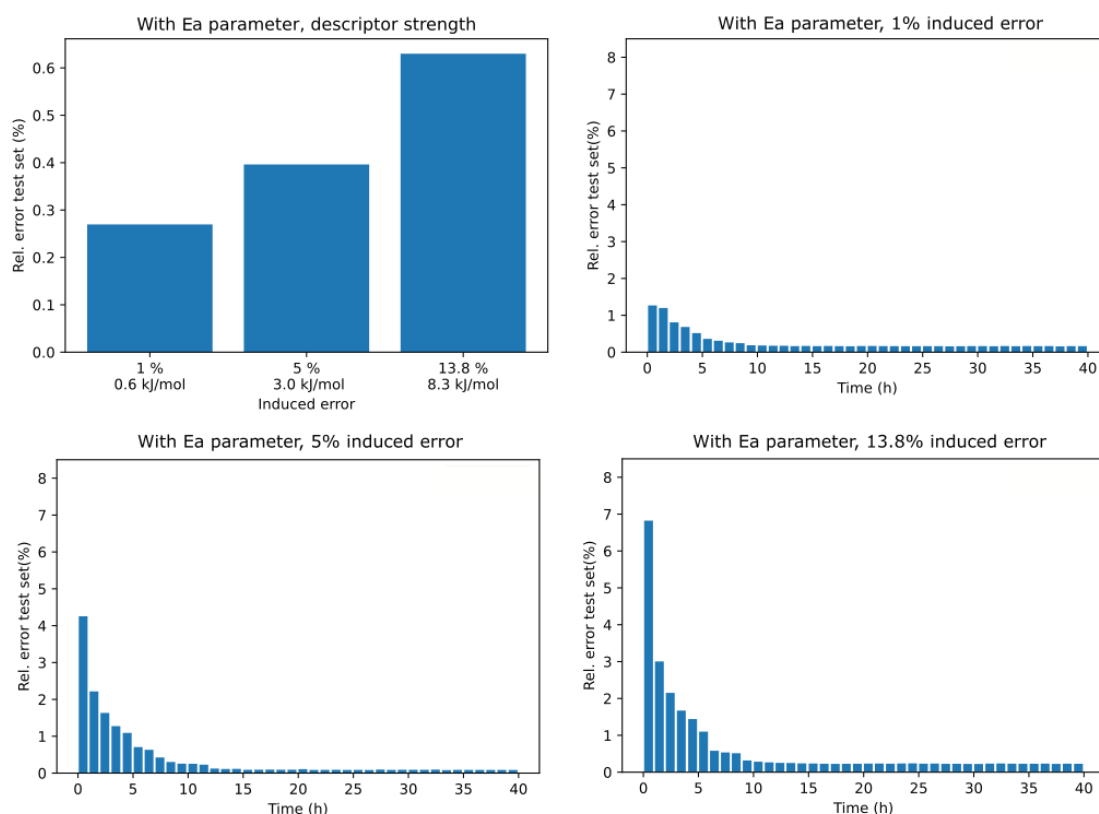 With Ea parameter, descriptor strength
Rel. error test set (%)
0.6
0.5
0.4
0.3
0.2
0.1
0.0
1 %
0.6 kJ/mol
5 %
3.0 kJ/mol
13.8 %
8.3 kJ/mol
Induced error
With Ea parameter, 1% induced error
Rel. error test set(%)
8
7
6
5
4
3
2
1
0
0 5 10 15 20 25 30 35 40
Time (h)
With Ea parameter, 5% induced error
Rel. error test set(%)
8
7
6
5
4
3
2
1
0
0 5 10 15 20 25 30 35 40
Time (h)
With Ea parameter, 13.8% induced error
Rel. error test set(%)
8
7
6
5
4
3
2
1
0
0 5 10 15 20 25 30 35 40
Time (h)